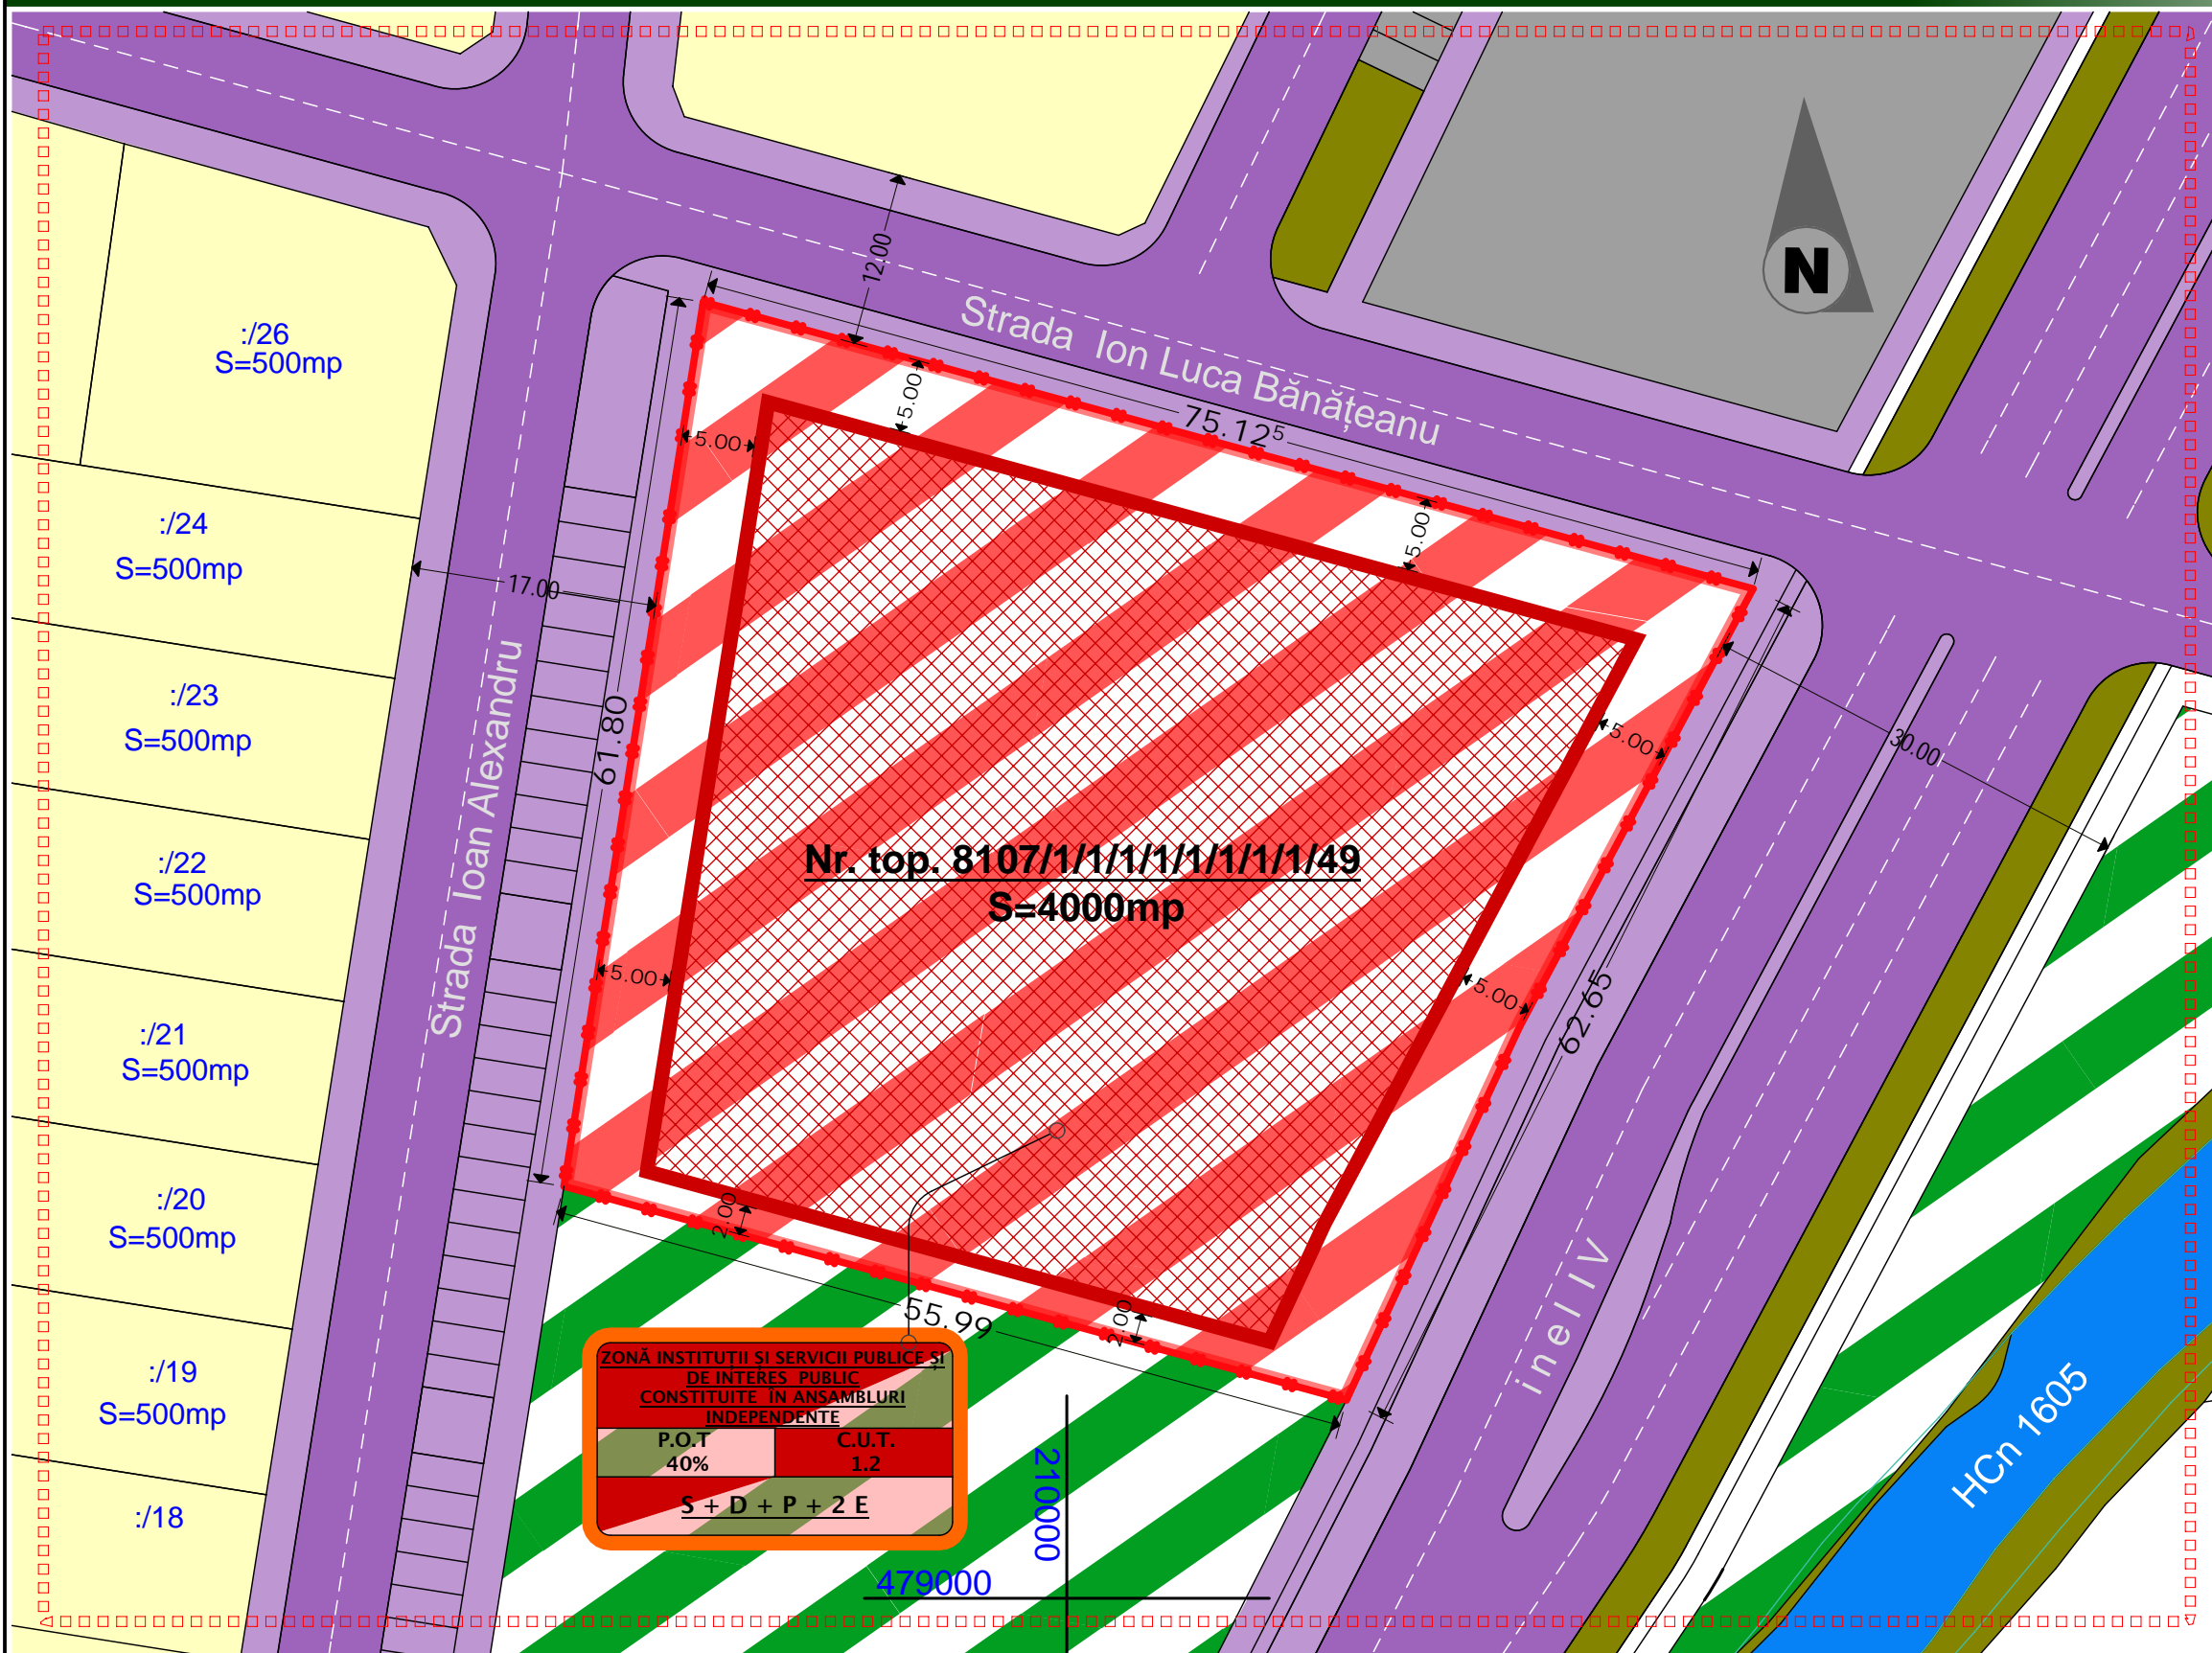 N
12.00
:/26
S=500mp
Strada Ion Luca Bănățeanu
5.00
75.12⁵
5.00
5.00
:/24
S=500mp
17.00
:/23
S=500mp
Strada Ioan Alexandru
61.80
5.00
30.00
:/22
S=500mp
Nr. top. 8107/1/1/1/1/1/1/1/1/49
S=4000mp
5.00
5.00
62.65
:/21
S=500mp
:/20
S=500mp
2.00
55.99
2.00
inel IV
:/19
S=500mp
HCn 1605
ZONĂ INSTITUȚII ȘI SERVICII PUBLICE ȘI
DE INTERES PUBLIC
CONSTITUITE ÎN ANSAMBLURI
INDEPENDENTE
P.O.T
40%
C.U.T.
1.2
S + D + P + 2 E
:/18
210000
479000